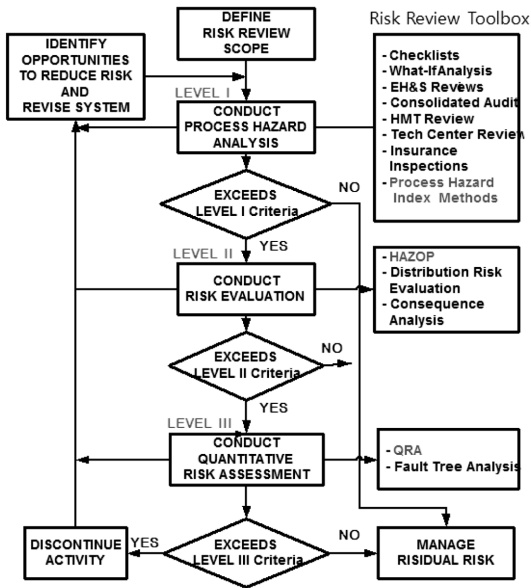 Risk Review Toolbox
DEFINE
RISK REVIEW
SCOPE
IDENTIFY
OPPORTUNITIES
TO REDUCE RISK
AND
REVISE SYSTEM
- Checklists
- What-IfAnalysis
- EH&S Reviews
- Consolidated Audit
- HMT Review
- Tech Center Review
- Insurance
Inspections
- Process Hazard
Index Methods
LEVEL I
CONDUCT
PROCESS HAZARD
ANALYSIS
EXCEEDS
LEVEL I Criteria
NO
YES
LEVEL II
CONDUCT
RISK EVALUATION
- HAZOP
- Distribution Risk
Evaluation
- Consequence
Analysis
EXCEEDS
LEVEL II Criteria
NO
YES
LEVEL III
CONDUCT
QUANTITATIVE
RISK ASSESSMENT
- QRA
- Fault Tree Analysis
EXCEEDS
LEVEL III Criteria
YES
NO
DISCONTINUE
ACTIVITY
MANAGE
RISIDUAL RISK